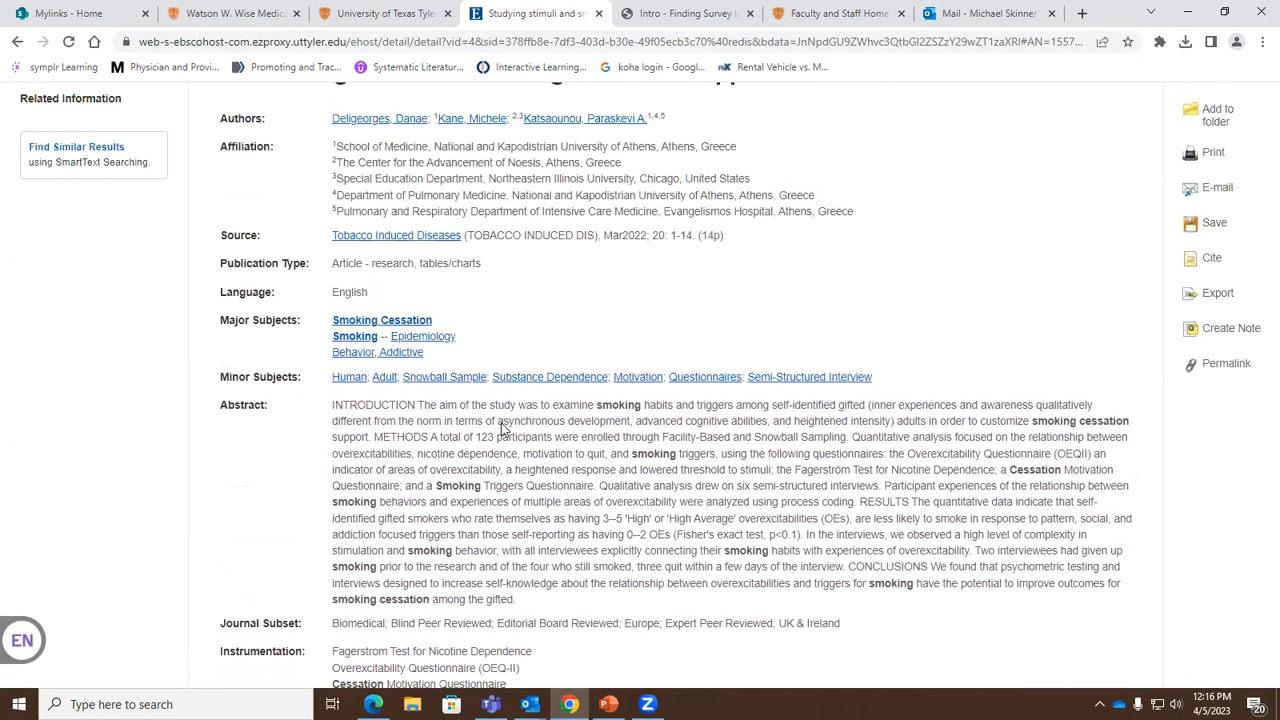 Mylinks - Home
Watson W. Wise Medica
University of Texas Tyler
Studying stimuli and sm
Intro - Finding Survey I
Faculty and Staff Home
Mail - Michael Skinner
web-s-ebscohost-com.ezproxy.uttyler.edu/ehost/detail/detail?vid=4&sid=378ffb8e-7df3-403d-b30e-49f05ecb3c70%40redis&bdata=JnNpdGU9ZWhvc3QtbGl2ZSZzY29wZT1zaXRl#AN=1557...
symplr Learning
Physician and Provi...
Promoting and Trac...
Systematic Literatur...
Interactive Learning...
koha login - Googl...
Rental Vehicle vs. M...
Related Information
Find Similar Results
using SmartText Searching.
Authors: Deligeorges, Danae; 1Kane, Michele; 2,3Katsaounou, Paraskevi A.1,4,5
Affiliation: 1School of Medicine, National and Kapodistrian University of Athens, Athens, Greece
2The Center for the Advancement of Noesis, Athens, Greece
3Special Education Department, Northeastern Illinois University, Chicago, United States
4Department of Pulmonary Medicine, National and Kapodistrian University of Athens, Athens, Greece
5Pulmonary and Respiratory Department of Intensive Care Medicine, Evangelismos Hospital, Athens, Greece
Source: Tobacco Induced Diseases (TOBACCO INDUCED DIS), Mar2022; 20: 1-14. (14p)
Publication Type: Article - research, tables/charts
Language: English
Major Subjects: Smoking Cessation
Smoking -- Epidemiology
Behavior, Addictive
Minor Subjects: Human; Adult; Snowball Sample; Substance Dependence; Motivation; Questionnaires; Semi-Structured Interview
Abstract: INTRODUCTION The aim of the study was to examine smoking habits and triggers among self-identified gifted (inner experiences and awareness qualitatively
different from the norm in terms of asynchronous development, advanced cognitive abilities, and heightened intensity) adults in order to customize smoking cessation
support. METHODS A total of 123 participants were enrolled through Facility-Based and Snowball Sampling. Quantitative analysis focused on the relationship between
overexcitabilities, nicotine dependence, motivation to quit, and smoking triggers, using the following questionnaires: the Overexcitability Questionnaire (OEQII) an
indicator of areas of overexcitability, a heightened response and lowered threshold to stimuli; the Fagerström Test for Nicotine Dependence; a Cessation Motivation
Questionnaire; and a Smoking Triggers Questionnaire. Qualitative analysis drew on six semi-structured interviews. Participant experiences of the relationship between
smoking behaviors and experiences of multiple areas of overexcitability were analyzed using process coding. RESULTS The quantitative data indicate that self-
identified gifted smokers who rate themselves as having 3--5 'High' or 'High Average' overexcitabilities (OEs), are less likely to smoke in response to pattern, social, and
addiction focused triggers than those self-reporting as having 0--2 OEs (Fisher's exact test, p<0.1). In the interviews, we observed a high level of complexity in
stimulation and smoking behavior, with all interviewees explicitly connecting their smoking habits with experiences of overexcitability. Two interviewees had given up
smoking prior to the research and of the four who still smoked, three quit within a few days of the interview. CONCLUSIONS We found that psychometric testing and
interviews designed to increase self-knowledge about the relationship between overexcitabilities and triggers for smoking have the potential to improve outcomes for
smoking cessation among the gifted.
Journal Subset: Biomedical; Blind Peer Reviewed; Editorial Board Reviewed; Europe; Expert Peer Reviewed; UK & Ireland
Instrumentation: Fagerstrom Test for Nicotine Dependence
Overexcitability Questionnaire (OEQ-II)
Cessation Motivation Questionnaire
Add to
folder
Print
E-mail
Save
Cite
Export
Create Note
Permalink
EN
Type here to search
12:16 PM
4/5/2023
20